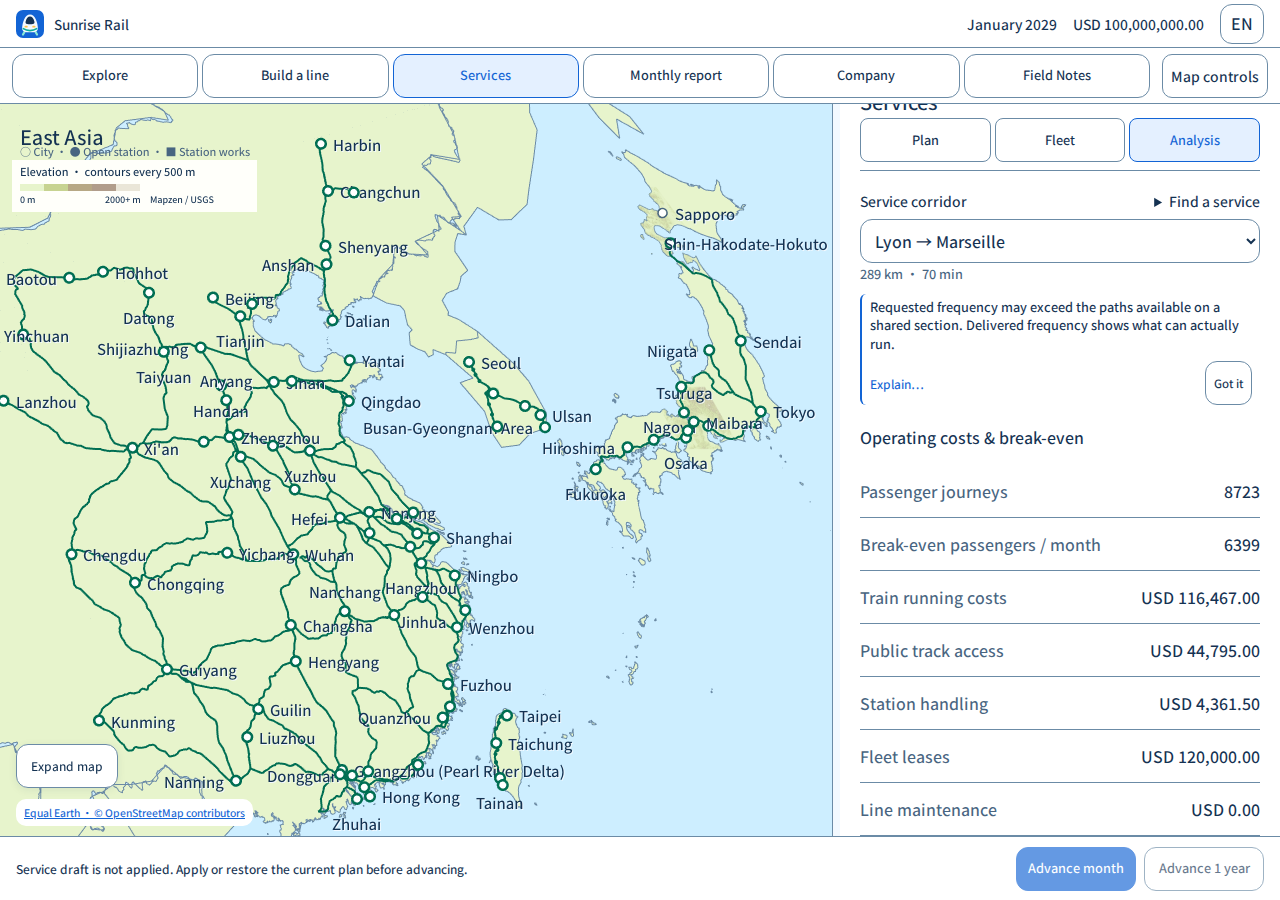 Sunrise Rail
January 2029
USD 100,000,000.00
EN
Explore
Build a line
Services
Monthly report
Company
Field Notes
Map controls
East Asia
City • Open station • Station works
Elevation • contours every 500 m
0 m
2000+ m
Mapzen / USGS
Harbin
Changchun
Shenyang
Anshan
Hohhot
Baotou
Beijing
Datong
Dalian
Yinchuan
Tianjin
Shijiazhuang
Yantai
Taiyuan
Anyang
Jinan
Lanzhou
Qingdao
Handan
Zhengzhou
Xi'an
Xuchang
Xuzhou
Hefei
Nanjing
Shanghai
Chengdu
Yichang
Wuhan
Chongqing
Ningbo
Nanchang
Hangzhou
Changsha
Jinhua
Wenzhou
Hengyang
Guiyang
Fuzhou
Guilin
Quanzhou
Kunming
Liuzhou
Taipei
Taichung
Nanning
Dongguan
Guangzhou (Pearl River Delta)
Hong Kong
Tainan
Zhuhai
Seoul
Ulsan
Busan-Gyeongnam Area
Sapporo
Shin-Hakodate-Hokuto
Sendai
Niigata
Tsuruga
Tokyo
Nagoya
Maibara
Hiroshima
Osaka
Fukuoka
Expand map
Equal Earth • © OpenStreetMap contributors
Services
Plan
Fleet
Analysis
Service corridor
▶ Find a service
Lyon → Marseille
289 km • 70 min
Requested frequency may exceed the paths available on a
shared section. Delivered frequency shows what can actually
run.
Explain…
Got it
Operating costs & break-even
Passenger journeys
8723
Break-even passengers / month
6399
Train running costs
USD 116,467.00
Public track access
USD 44,795.00
Station handling
USD 4,361.50
Fleet leases
USD 120,000.00
Line maintenance
USD 0.00
Service draft is not applied. Apply or restore the current plan before advancing.
Advance month
Advance 1 year